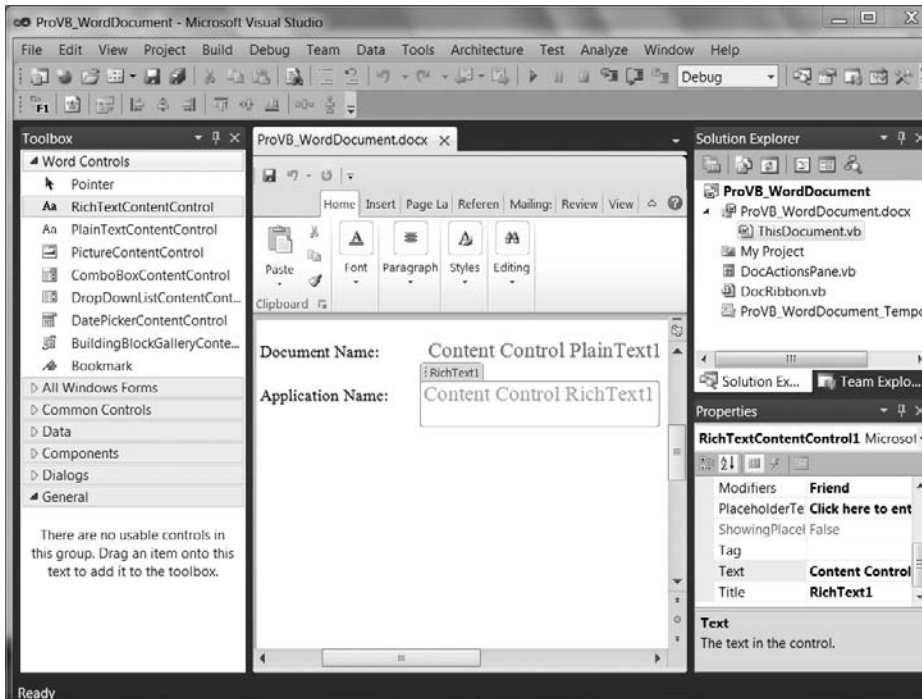 ProVB_WordDocument - Microsoft Visual Studio
File Edit View Project Build Debug Team Data Tools Architecture Test Analyze Window Help
Debug
F1
Toolbox
Word Controls
Pointer
Aa RichTextContentControl
Aa PlainTextContentControl
PictureContentControl
ComboBoxContentControl
DropDownListContentCont...
DatePickerContentControl
BuildingBlockGalleryConte...
Bookmark
All Windows Forms
Common Controls
Data
Components
Dialogs
General
There are no usable controls in
this group. Drag an item onto this
text to add it to the toolbox.
ProVB_WordDocument.docx
Home Insert Page La Referen Mailing: Review View
Paste Font Paragraph Styles Editing
Clipboard
Document Name: Content Control PlainText1
RichText1
Application Name: Content Control RichText1
Solution Explorer
ProVB_WordDocument
ProVB_WordDocument.docx
ThisDocument.vb
My Project
DocActionsPane.vb
DocRibbon.vb
ProVB_WordDocument_Tempo
Solution Ex... Team Explo...
Properties
RichTextContentControl1 Microsof
Modifiers Friend
PlaceholderTe Click here to ent
ShowingPlacel False
Tag
Text Content Control
Title RichText1
Text
The text in the control.
Ready